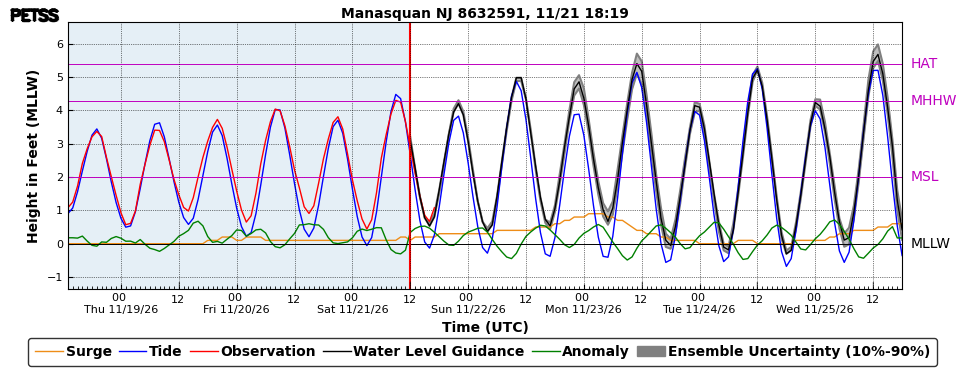 PETSS
Manasquan NJ 8632591, 11/21 18:19
Height in Feet (MLLW)
6
5
4
3
2
1
0
−1
HAT
MHHW
MSL
MLLW
00 12 00 12 00 12 00 12 00 12 00 12 00 12
Thu 11/19/26 Fri 11/20/26 Sat 11/21/26 Sun 11/22/26 Mon 11/23/26 Tue 11/24/26 Wed 11/25/26
Time (UTC)
Surge Tide Observation Water Level Guidance Anomaly Ensemble Uncertainty (10%-90%)